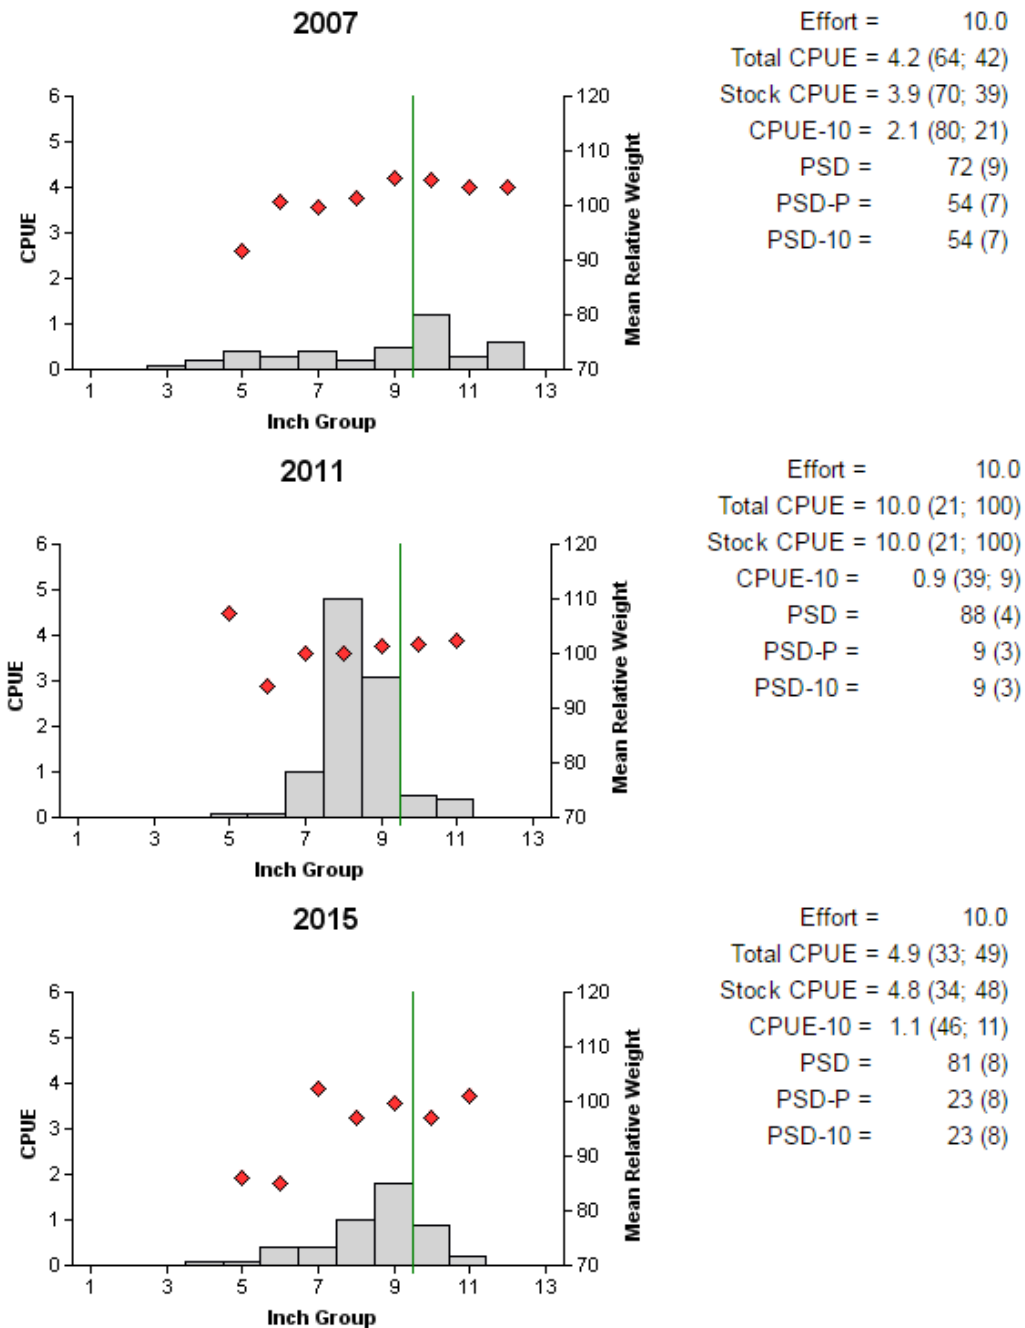 2007
Effort = 10.0
Total CPUE = 4.2 (64; 42)
Stock CPUE = 3.9 (70; 39)
CPUE-10 = 2.1 (80; 21)
PSD = 72 (9)
PSD-P = 54 (7)
PSD-10 = 54 (7)
6
5
4
3
2
1
0
CPUE
120
110
100
90
80
70
Mean Relative Weight
1 3 5 7 9 11 13
Inch Group
2011
Effort = 10.0
Total CPUE = 10.0 (21; 100)
Stock CPUE = 10.0 (21; 100)
CPUE-10 = 0.9 (39; 9)
PSD = 88 (4)
PSD-P = 9 (3)
PSD-10 = 9 (3)
6
5
4
3
2
1
0
CPUE
120
110
100
90
80
70
Mean Relative Weight
1 3 5 7 9 11 13
Inch Group
2015
Effort = 10.0
Total CPUE = 4.9 (33; 49)
Stock CPUE = 4.8 (34; 48)
CPUE-10 = 1.1 (46; 11)
PSD = 81 (8)
PSD-P = 23 (8)
PSD-10 = 23 (8)
6
5
4
3
2
1
0
CPUE
120
110
100
90
80
70
Mean Relative Weight
1 3 5 7 9 11 13
Inch Group